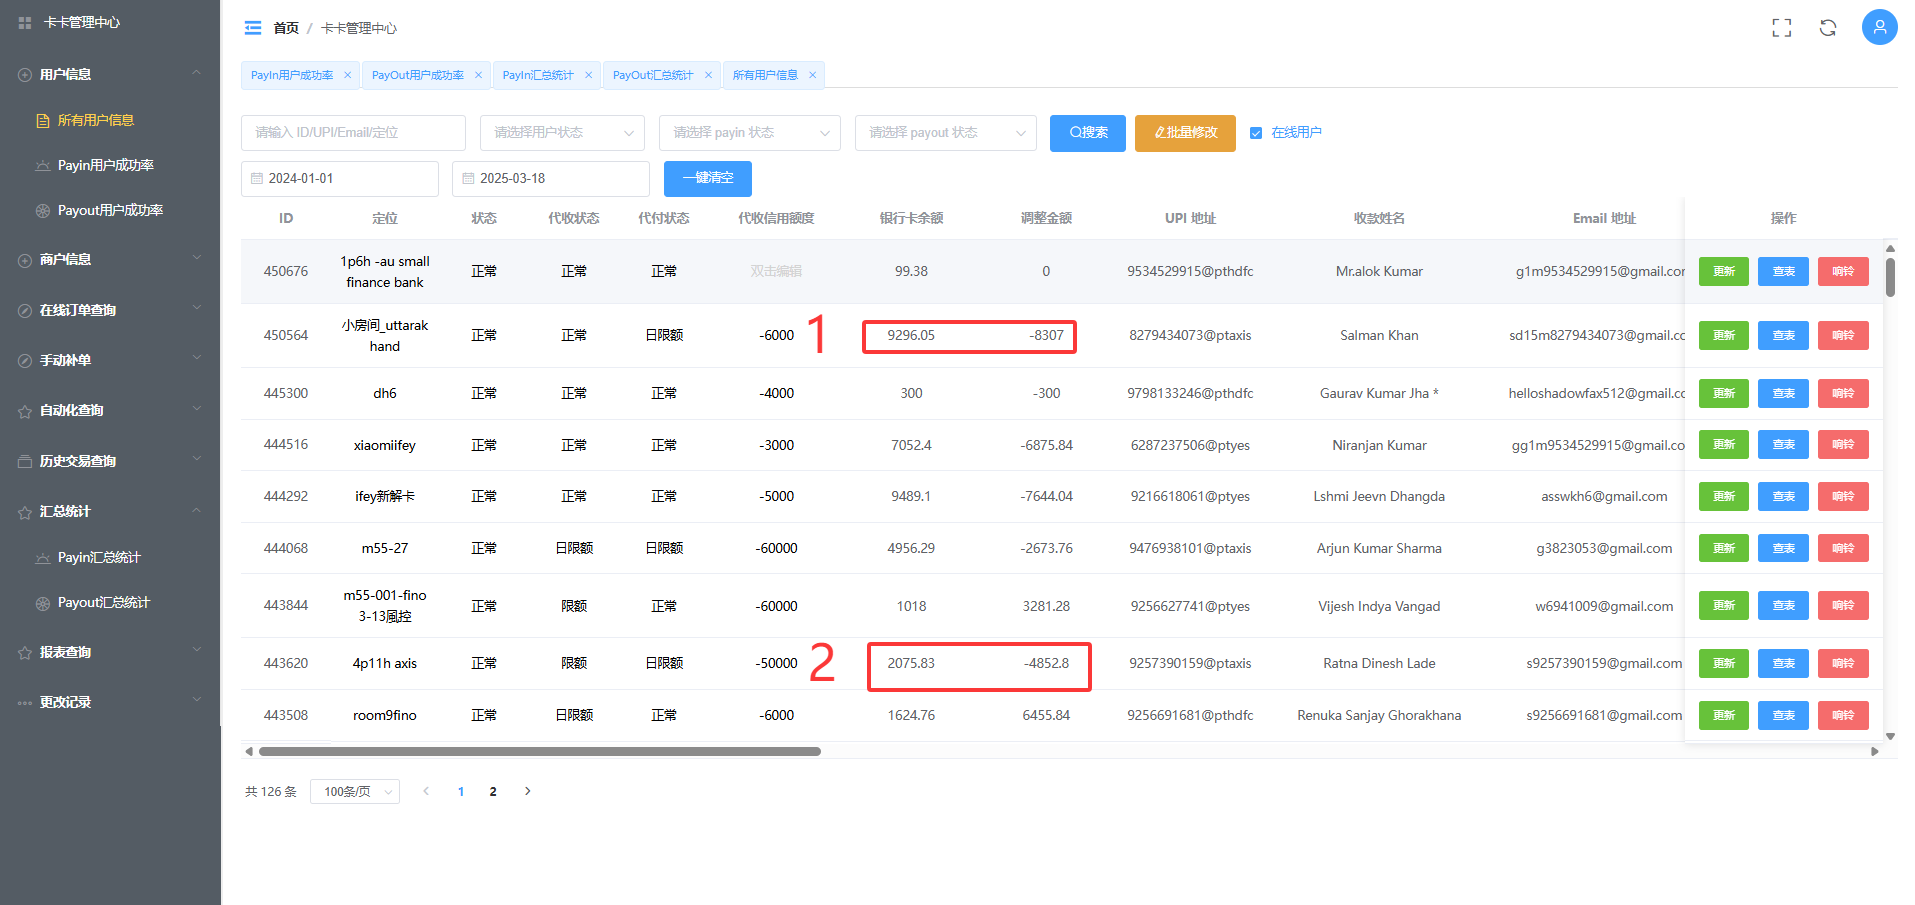 卡卡管理中心
用户信息
所有用户信息
Payin用户成功率
Payout用户成功率
商户信息
在线订单查询
手动补单
自动化查询
历史交易查询
汇总统计
Payin汇总统计
Payout汇总统计
报表查询
更改记录
首页 / 卡卡管理中心
PayIn用户成功率 × PayOut用户成功率 × PayIn汇总统计 × PayOut汇总统计 × 所有用户信息 ×
请输入 ID/UPI/Email/定位 请选择用户状态 请选择 payin 状态 请选择 payout 状态 搜索 批量修改 在线用户
2024-01-01 2025-03-18 一键清空
ID 定位 状态 代收状态 代付状态 代收信用额度 银行卡余额 调整金额 UPI 地址 收款姓名 Email 地址 操作
450676 1p6h -au small finance bank 正常 正常 正常 双击编辑 99.38 0 9534529915@pthdfc Mr.alok Kumar g1m9534529915@gmail.cor 更新 查表 响铃
450564 小房间_uttarakhand 正常 正常 日限额 -6000 1 9296.05 -8307 8279434073@ptaxis Salman Khan sd15m8279434073@gmail.cc 更新 查表 响铃
445300 dh6 正常 正常 正常 -4000 300 -300 9798133246@pthdfc Gaurav Kumar Jha * helloshadowfax512@gmail.cc 更新 查表 响铃
444516 xiaomiifey 正常 正常 正常 -3000 7052.4 -6875.84 6287237506@ptyes Niranjan Kumar gg1m9534529915@gmail.co 更新 查表 响铃
444292 ifey新解卡 正常 正常 正常 -5000 9489.1 -7644.04 9216618061@ptyes Lshmi Jeevn Dhangda asswkh6@gmail.com 更新 查表 响铃
444068 m55-27 正常 日限额 日限额 -60000 4956.29 -2673.76 9476938101@ptaxis Arjun Kumar Sharma g3823053@gmail.com 更新 查表 响铃
443844 m55-001-fino 3-13風控 正常 限额 正常 -60000 1018 3281.28 9256627741@ptyes Vijesh Indya Vangad w6941009@gmail.com 更新 查表 响铃
443620 4p11h axis 正常 限额 日限额 -50000 2 2075.83 -4852.8 9257390159@ptaxis Ratna Dinesh Lade s9257390159@gmail.com 更新 查表 响铃
443508 room9fino 正常 日限额 正常 -6000 1624.76 6455.84 9256691681@pthdfc Renuka Sanjay Ghorakhana s9256691681@gmail.com 更新 查表 响铃
共 126 条 100条/页 1 2